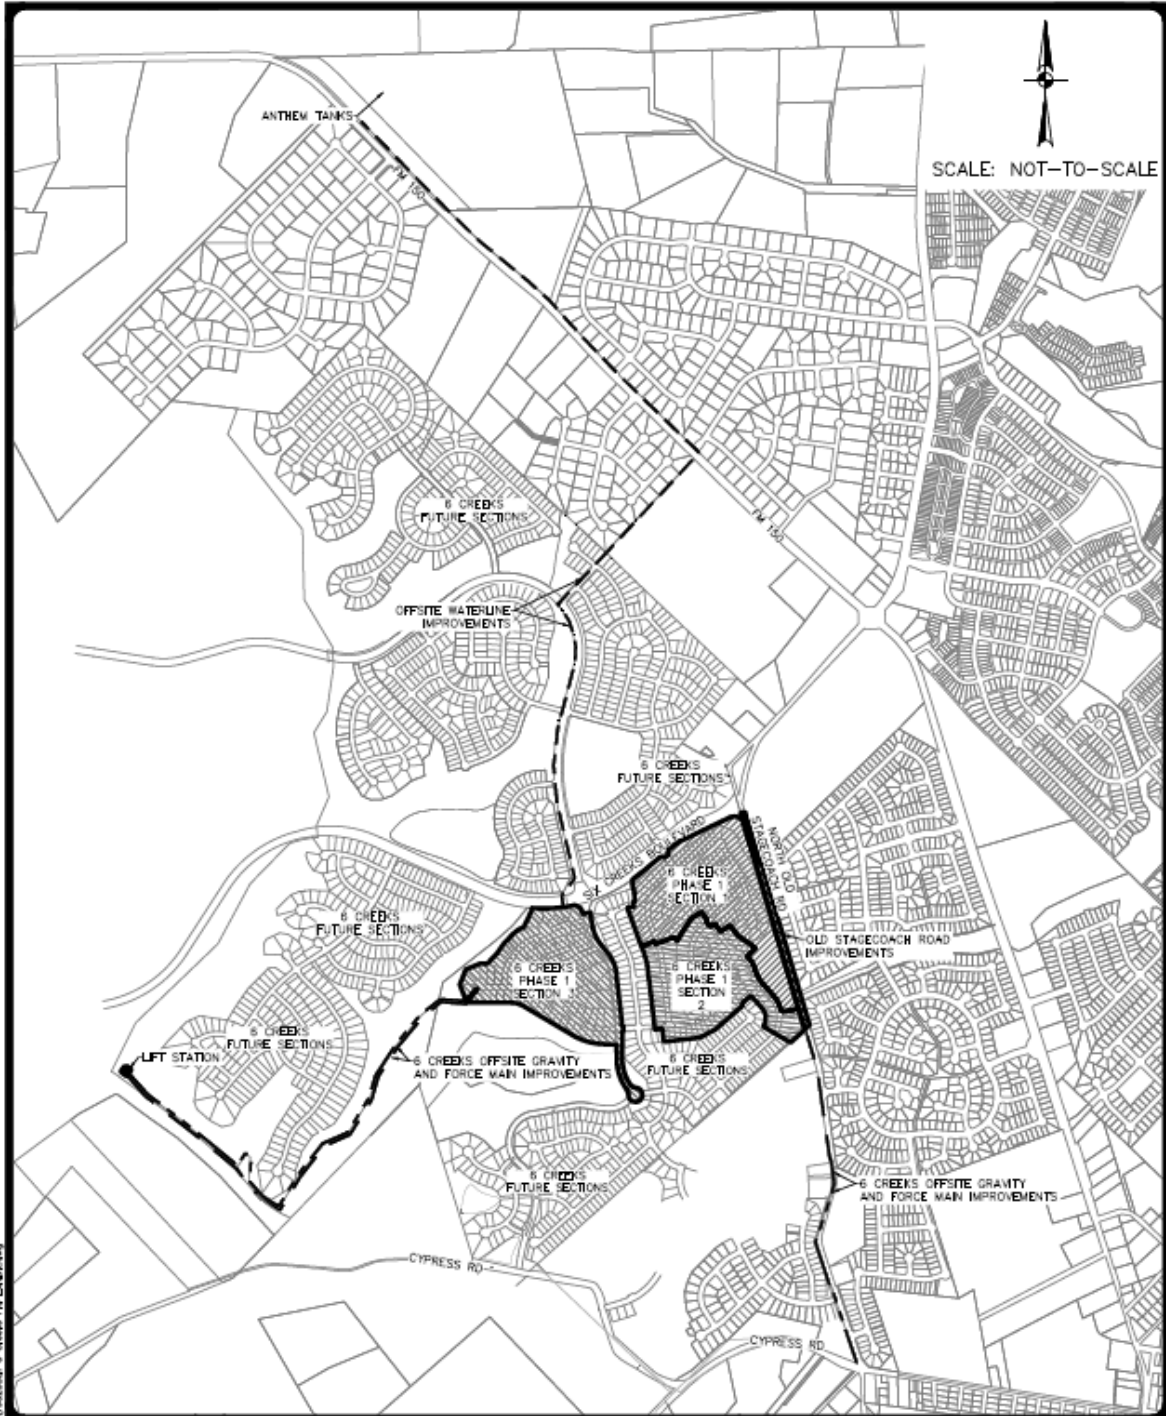 SCALE: NOT-TO-SCALE
ANTHEM TANKS
FM 150
6 CREEKS
FUTURE SECTIONS
FM 150
OFFSITE WATERLINE
IMPROVEMENTS
6 CREEKS
FUTURE SECTIONS
SIX CREEKS BOULEVARD
NORTH OLD
STAGECOACH RD
6 CREEKS
PHASE 1
SECTION 1
6 CREEKS
FUTURE SECTIONS
OLD STAGECOACH ROAD
IMPROVEMENTS
6 CREEKS
PHASE 1
SECTION 3
6 CREEKS
PHASE 1
SECTION
2
6 CREEKS
FUTURE SECTIONS
LIFT STATION
6 CREEKS OFFSITE GRAVITY
AND FORCE MAIN IMPROVEMENTS
6 CREEKS
FUTURE SECTIONS
6 CREEKS
FUTURE SECTIONS
6 CREEKS OFFSITE GRAVITY
AND FORCE MAIN IMPROVEMENTS
CYPRESS RD
CYPRESS RD